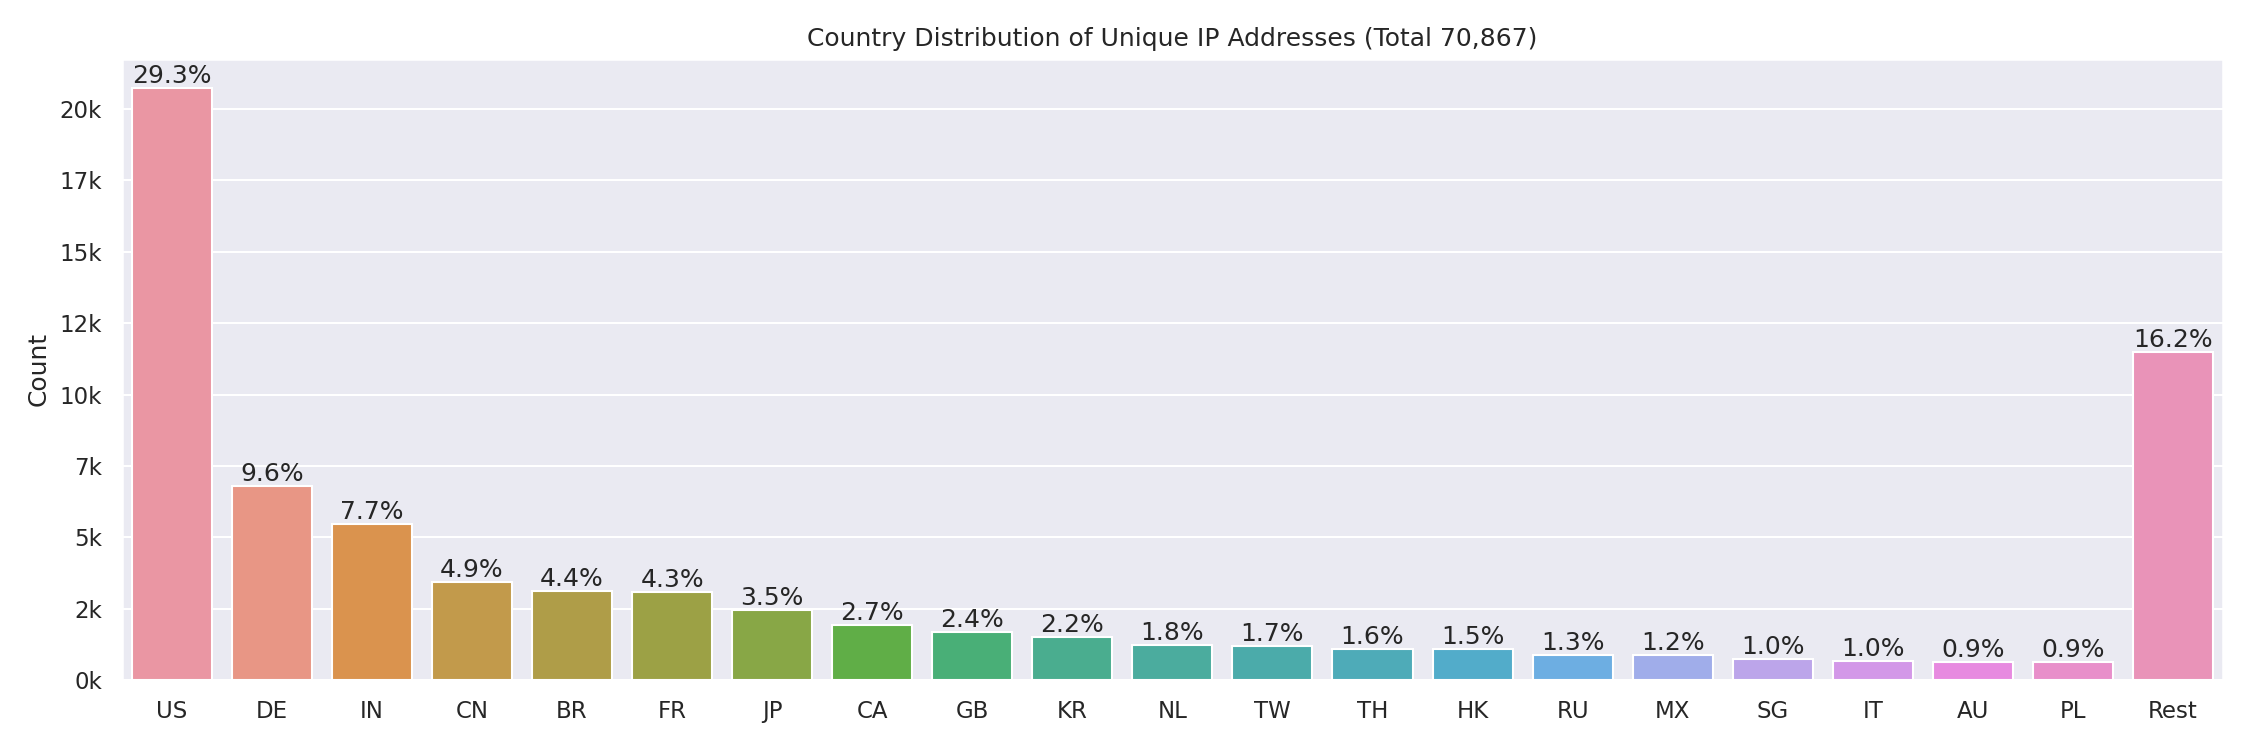 Country Distribution of Unique IP Addresses (Total 70,867)
Count
20k
17k
15k
12k
10k
7k
5k
2k
0k
29.3%
9.6%
7.7%
4.9%
4.4%
4.3%
3.5%
2.7%
2.4%
2.2%
1.8%
1.7%
1.6%
1.5%
1.3%
1.2%
1.0%
1.0%
0.9%
0.9%
16.2%
US DE IN CN BR FR JP CA GB KR NL TW TH HK RU MX SG IT AU PL Rest